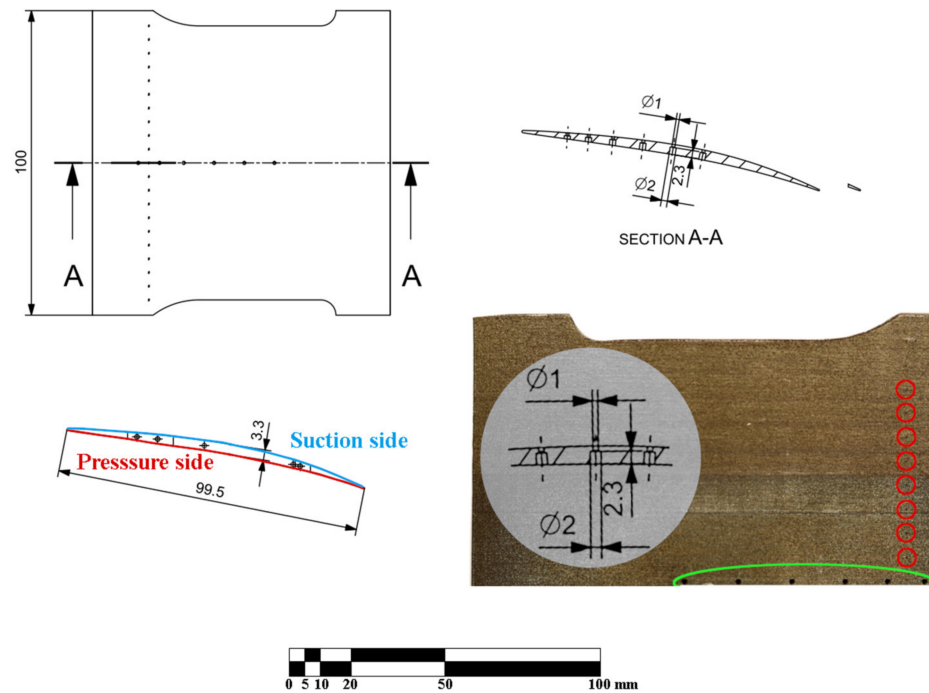 100
A
A
Ø1
Ø2
2.3
SECTION A-A
3.3
Suction side
Presssure side
99.5
Ø1
2.3
Ø2
0 5 10 20 50 100 mm